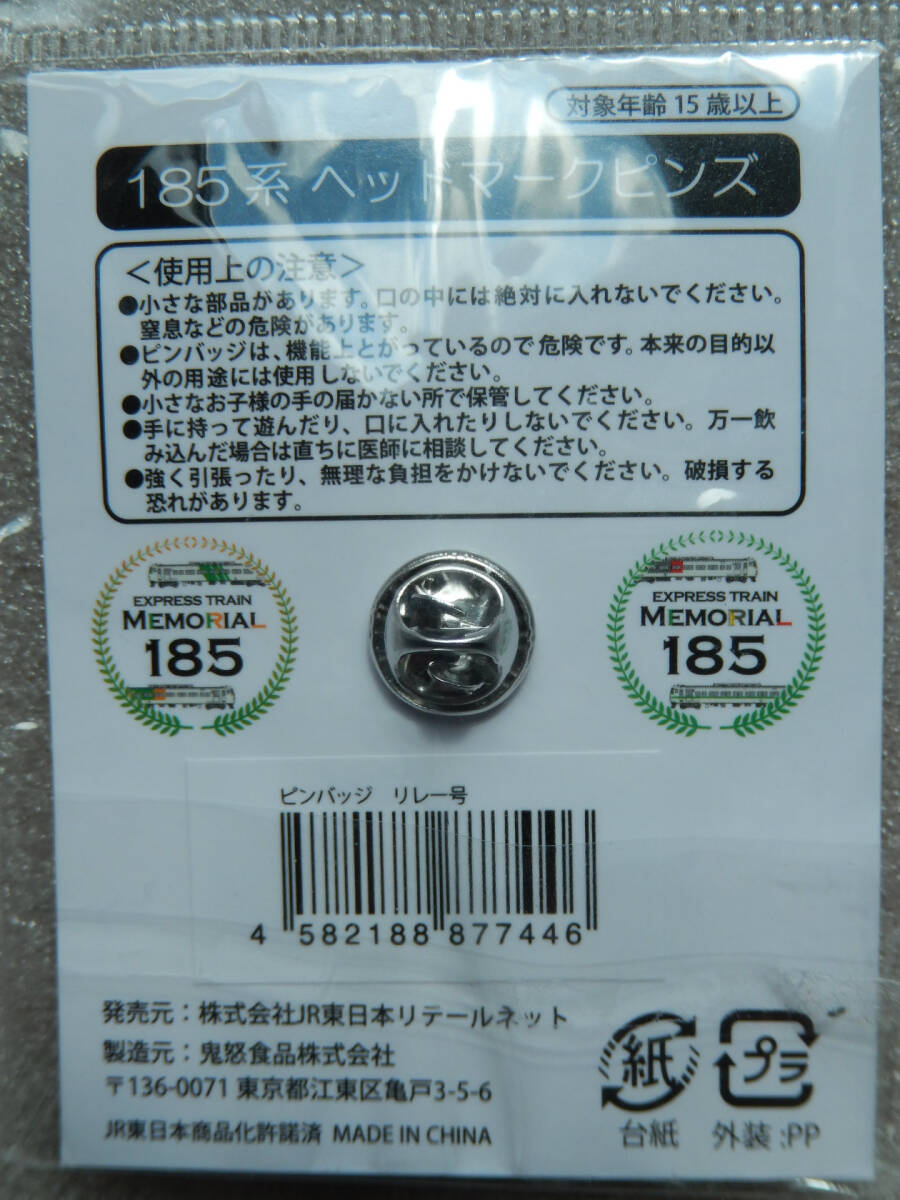 対象年齢15歳以上
185系 ヘッドマークピンズ
＜使用上の注意＞
●小さな部品があります。口の中には絶対に入れないでください。
窒息などの危険があります。
●ピンバッジは、機能上とがっているので危険です。本来の目的以
外の用途には使用しないでください。
●小さなお子様の手の届かない所で保管してください。
●手に持って遊んだり、口に入れたりしないでください。万一飲
み込んだ場合は直ちに医師に相談してください。
●強く引張ったり、無理な負担をかけないでください。破損する
恐れがあります。
EXPRESS TRAIN
MEMORIAL
185
EXPRESS TRAIN
MEMORIAL
185
ピンバッジ　リレー号
4 582188 877446
発売元：株式会社JR東日本リテールネット
製造元：鬼怒食品株式会社
〒136-0071 東京都江東区亀戸3-5-6
JR東日本商品化許諾済 MADE IN CHINA
紙
台紙
プラ
外装:PP